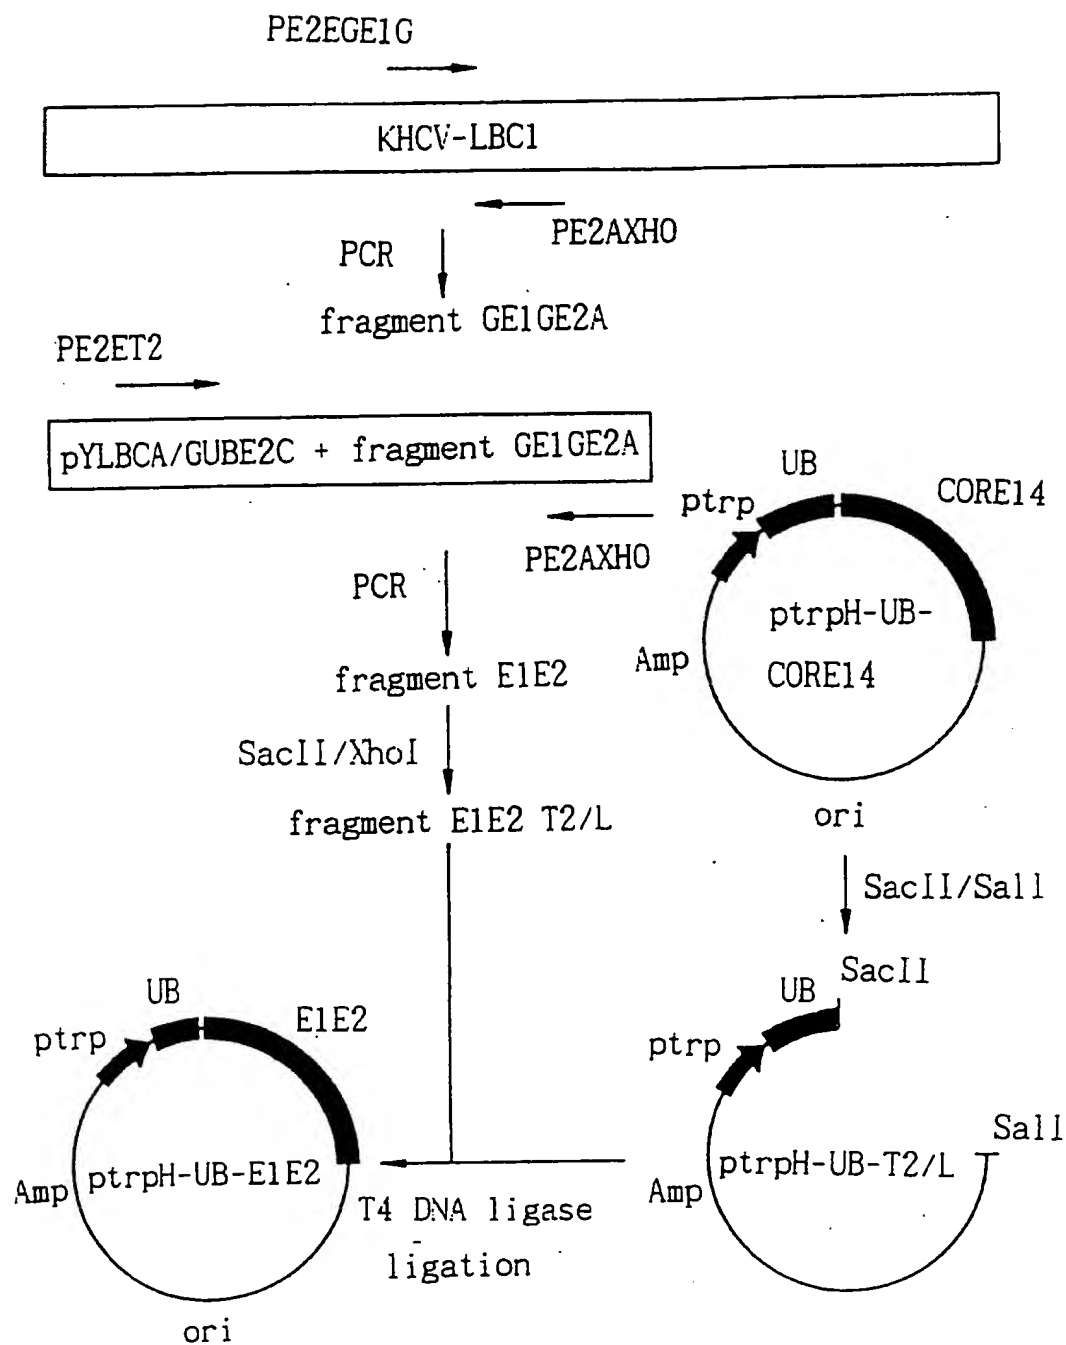 PE2EGE1G
KHCV-LBC1
PE2AXHO
PCR
fragment GE1GE2A
PE2ET2
pYLBCA/GUBE2C + fragment GE1GE2A
PE2AXHO
PCR
fragment E1E2
SacII/XhoI
fragment E1E2 T2/L
UB
ptrp
CORE14
ptrpH-UB-
CORE14
Amp
ori
SacII/SalI
SacII
UB
ptrp
SalI
ptrpH-UB-T2/L
Amp
UB
E1E2
ptrp
ptrpH-UB-E1E2
Amp
ori
T4 DNA ligase
ligation